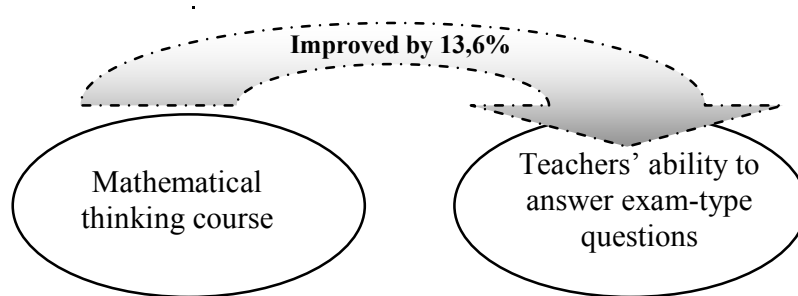 Improved by 13,6%
Mathematical
thinking course
Teachers’ ability to
answer exam-type
questions